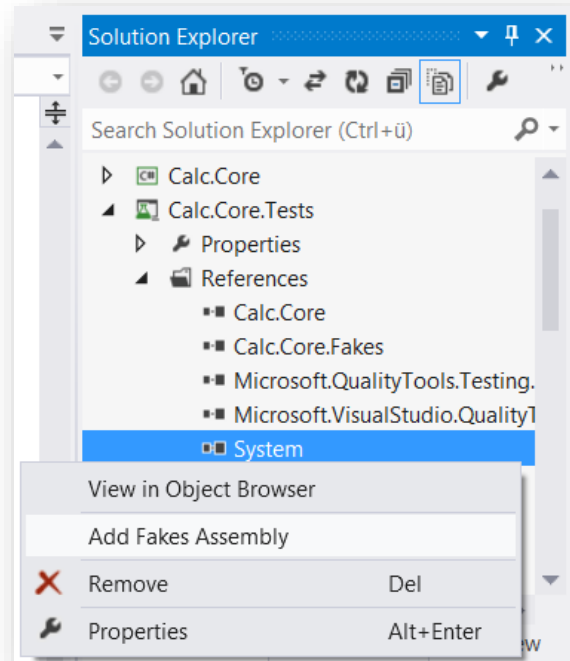 Solution Explorer
Search Solution Explorer (Ctrl+ü)
Calc.Core
Calc.Core.Tests
Properties
References
Calc.Core
Calc.Core.Fakes
Microsoft.QualityTools.Testing.
Microsoft.VisualStudio.Quality
System
View in Object Browser
Add Fakes Assembly
Remove Del
Properties Alt+Enter